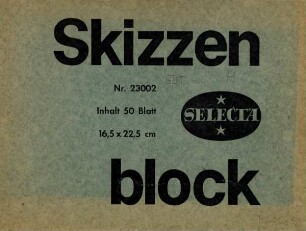 Skizzen
Nr. 23002
Inhalt 50 Blatt
16,5 x 22,5 cm
SELECTA
block